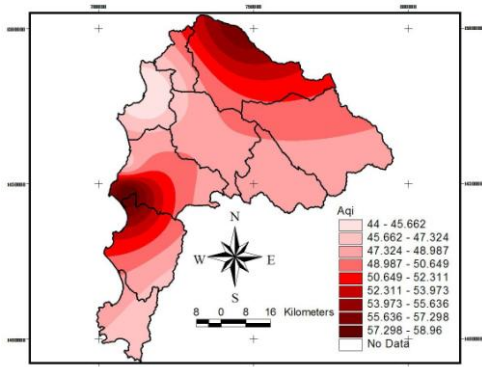 N
W E
S
8 0 8 16 Kilometers
Aqi
44 - 45.662
45.662 - 47.324
47.324 - 48.987
48.987 - 50.649
50.649 - 52.311
52.311 - 53.973
53.973 - 55.636
55.636 - 57.298
57.298 - 58.96
No Data